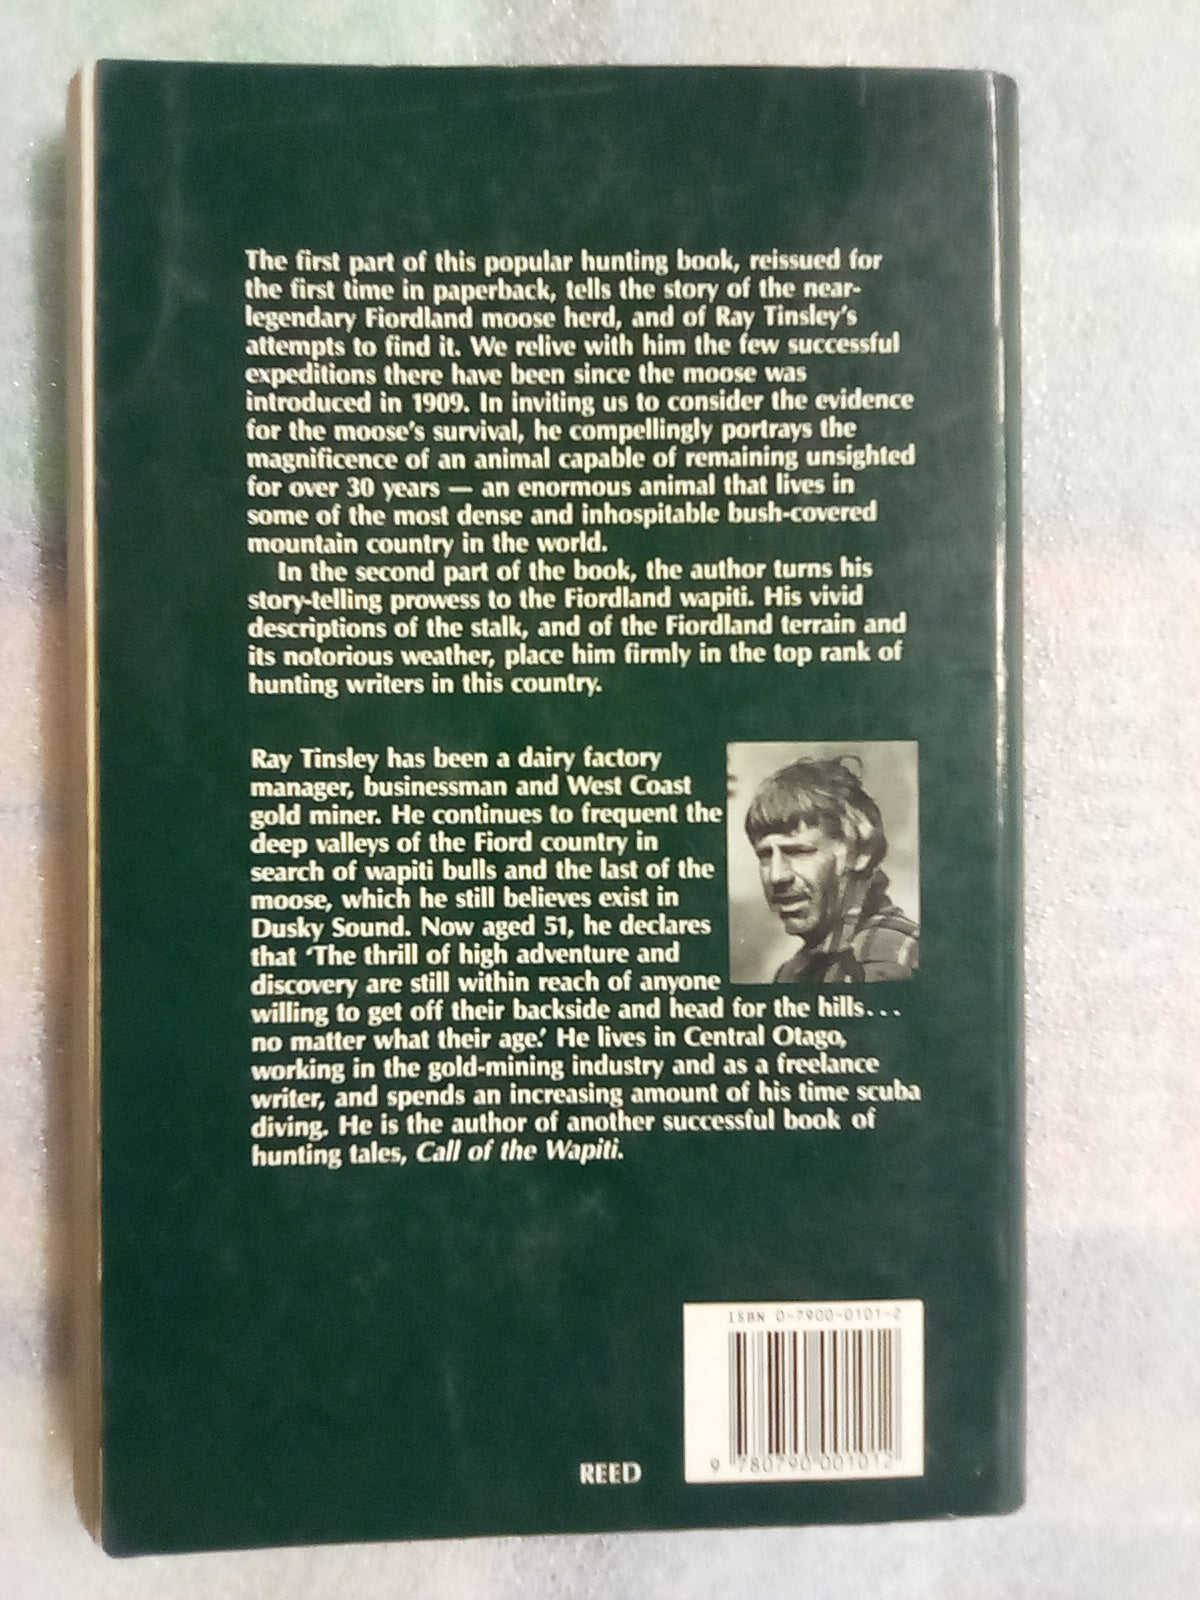 The first part of this popular hunting book, reissued for
the first time in paperback, tells the story of the near-
legendary Fiordland moose herd, and of Ray Tinsley's
attempts to find it. We relive with him the few successful
expeditions there have been since the moose was
introduced in 1909. In inviting us to consider the evidence
for the moose's survival, he compellingly portrays the
magnificence of an animal capable of remaining unsighted
for over 30 years — an enormous animal that lives in
some of the most dense and inhospitable bush-covered
mountain country in the world.
In the second part of the book, the author turns his
story-telling prowess to the Fiordland wapiti. His vivid
descriptions of the stalk, and of the Fiordland terrain and
its notorious weather, place him firmly in the top rank of
hunting writers in this country.
Ray Tinsley has been a dairy factory
manager, businessman and West Coast
gold miner. He continues to frequent the
deep valleys of the Fiord country in
search of wapiti bulls and the last of the
moose, which he still believes exist in
Dusky Sound. Now aged 51, he declares
that 'The thrill of high adventure and
discovery are still within reach of anyone
willing to get off their backside and head for the hills...
no matter what their age.' He lives in Central Otago,
working in the gold-mining industry and as a freelance
writer, and spends an increasing amount of his time scuba
diving. He is the author of another successful book of
hunting tales, Call of the Wapiti.
ISBN 0-7900-0101-2
9 780790 001012
REED